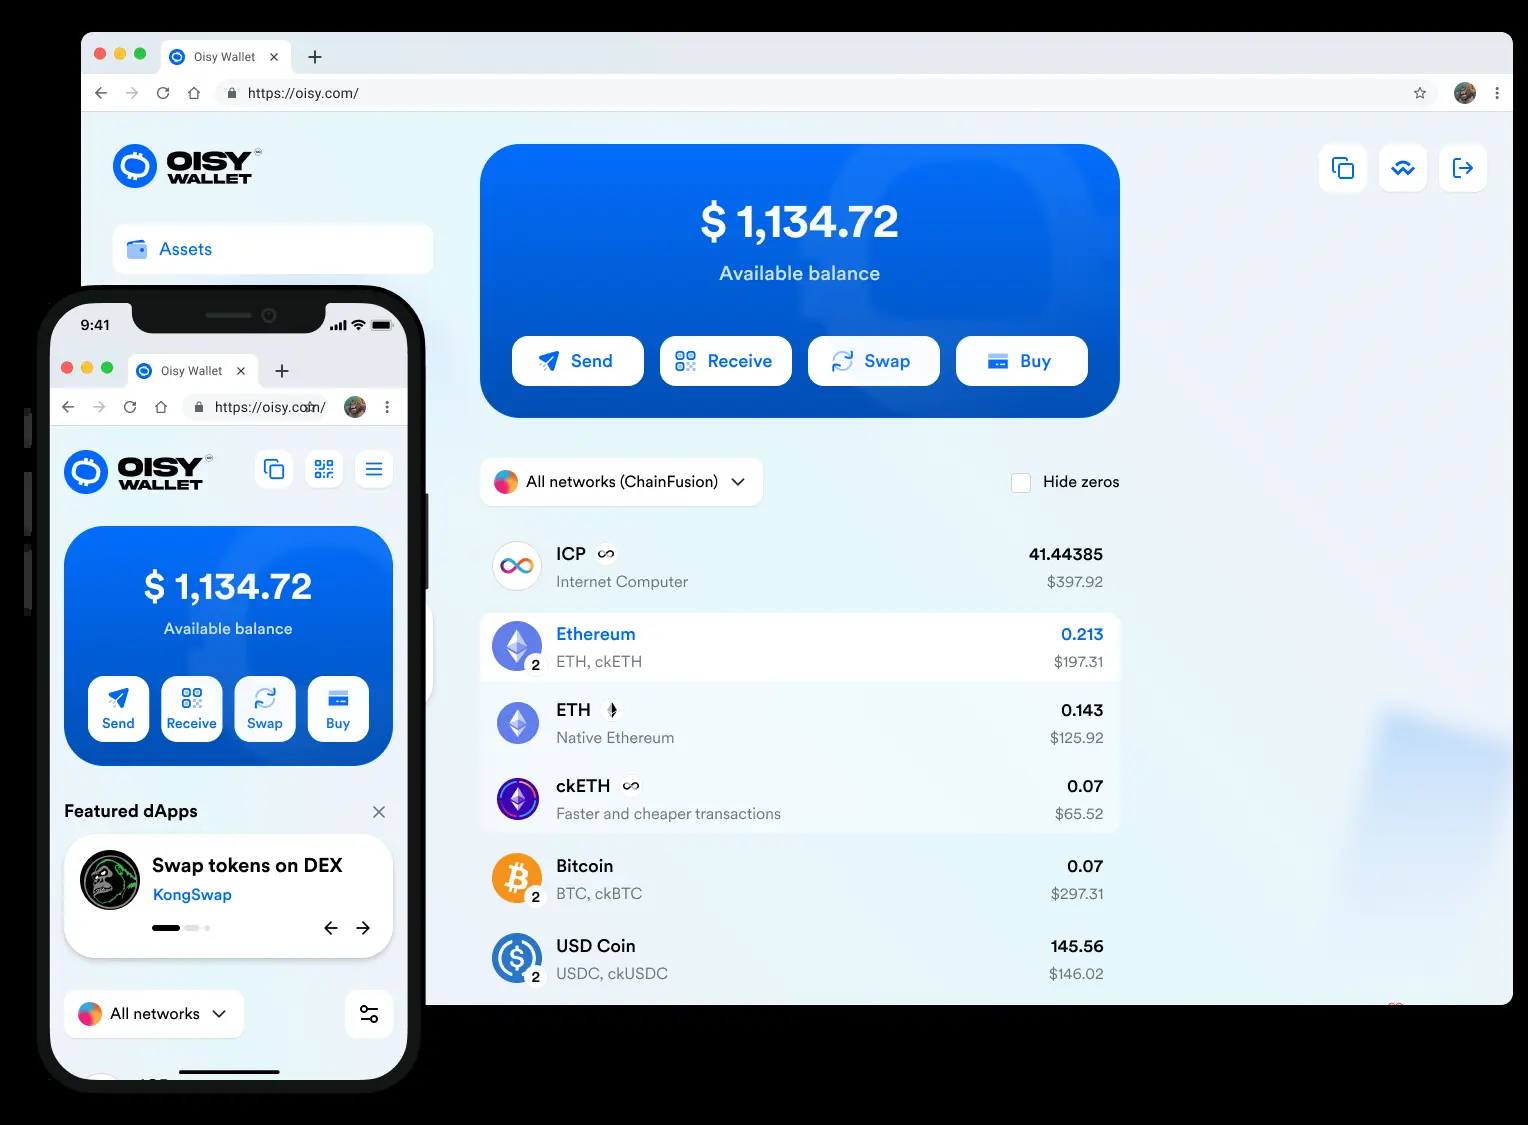 Oisy Wallet
https://oisy.com/
OISY
WALLET
Assets
$ 1,134.72
Available balance
Send
Receive
Swap
Buy
All networks (ChainFusion)
Hide zeros
ICP
41.44385
Internet Computer
$397.92
Ethereum
0.213
2
ETH, ckETH
$197.31
ETH
0.143
Native Ethereum
$125.92
ckETH
0.07
Faster and cheaper transactions
$65.52
Bitcoin
0.07
2
BTC, ckBTC
$297.31
USD Coin
145.56
2
USDC, ckUSDC
$146.02
9:41
Oisy Wallet
https://oisy.com/
OISY
WALLET
$ 1,134.72
Available balance
Send
Receive
Swap
Buy
Featured dApps
Swap tokens on DEX
KongSwap
All networks